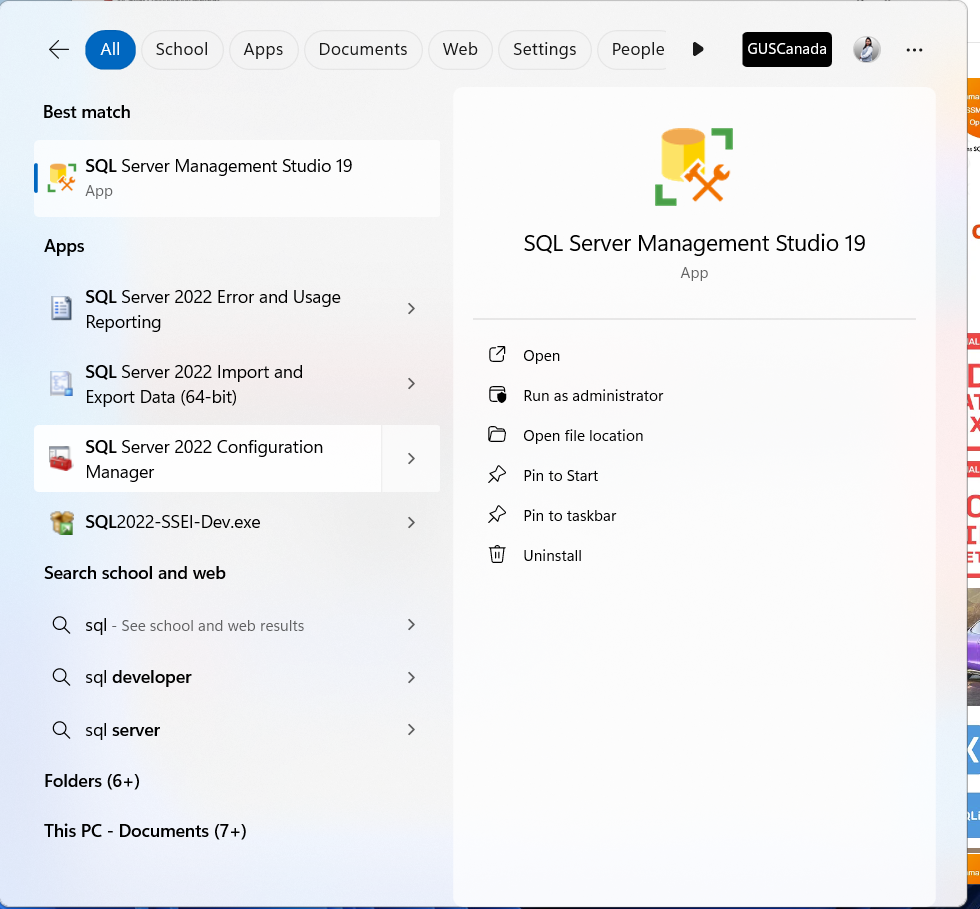 All
School
Apps
Documents
Web
Settings
People
GUSCanada
Best match
SQL Server Management Studio 19
App
Apps
SQL Server 2022 Error and Usage
Reporting
SQL Server 2022 Import and
Export Data (64-bit)
SQL Server 2022 Configuration
Manager
SQL2022-SSEI-Dev.exe
Search school and web
sql - See school and web results
sql developer
sql server
Folders (6+)
This PC - Documents (7+)
SQL Server Management Studio 19
App
Open
Run as administrator
Open file location
Pin to Start
Pin to taskbar
Uninstall